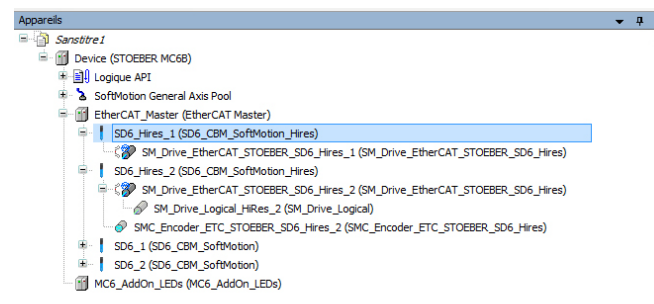 Appareils
Sanstitre1
Device (STOEBER MC6B)
Logique API
SoftMotion General Axis Pool
EtherCAT_Master (EtherCAT Master)
SD6_Hires_1 (SD6_CBM_SoftMotion_Hires)
SM_Drive_EtherCAT_STOEBER_SD6_Hires_1 (SM_Drive_EtherCAT_STOEBER_SD6_Hires)
SD6_Hires_2 (SD6_CBM_SoftMotion_Hires)
SM_Drive_EtherCAT_STOEBER_SD6_Hires_2 (SM_Drive_EtherCAT_STOEBER_SD6_Hires)
SM_Drive_Logical_HiRes_2 (SM_Drive_Logical)
SMC_Encoder_ETC_STOEBER_SD6_Hires_2 (SMC_Encoder_ETC_STOEBER_SD6_Hires)
SD6_1 (SD6_CBM_SoftMotion)
SD6_2 (SD6_CBM_SoftMotion)
MC6_AddOn_LEDs (MC6_AddOn_LEDs)